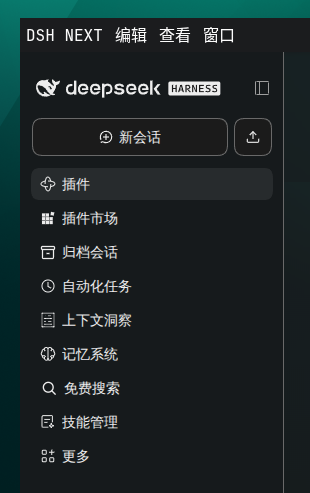 DSH NEXT 编辑 查看 窗口
deepseek HARNESS
新会话
插件
插件市场
归档会话
自动化任务
上下文洞察
记忆系统
免费搜索
技能管理
更多